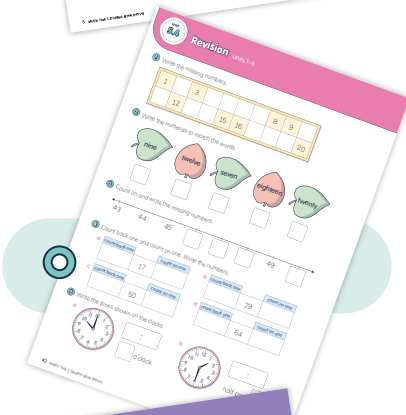 Unit
5.4
Revision Units 1–5
Write the missing numbers.
1 3 8 9
12 15 16 20
Write the numerals to match the words.
nine twelve seven eighteen twenty
Count on and write the missing numbers.
43 44 45 49
Count back one and count on one. Write the numbers.
a count back one 17 count on one
b count back one 29 count on one
c count back one 50 count on one
d count back one 64 count on one
Write the times shown on the clocks.
a : o'clock
b : half